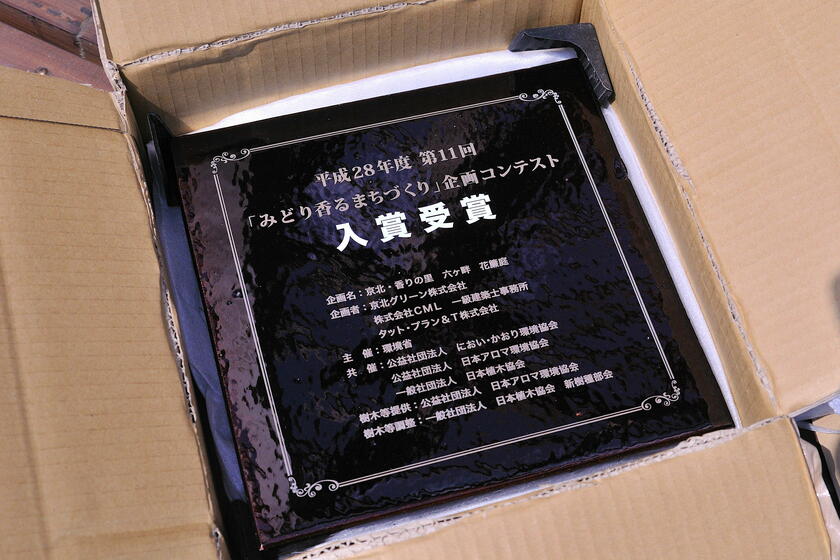 平成28年度 第11回
「みどり香るまちづくり」企画コンテスト
入賞受賞
企画名：京北・香りの里 六ヶ畔 花簾庭
企画者：京北グリーン株式会社
株式会社CML 一級建築士事務所
タット・プラン＆T株式会社
主 催：環境省
共 催：公益社団法人 におい・かおり環境協会
公益社団法人 日本アロマ環境協会
一般社団法人 日本植木協会
樹木等提供：公益社団法人 日本アロマ環境協会
樹木等調整：一般社団法人 日本植木協会 新樹種部会